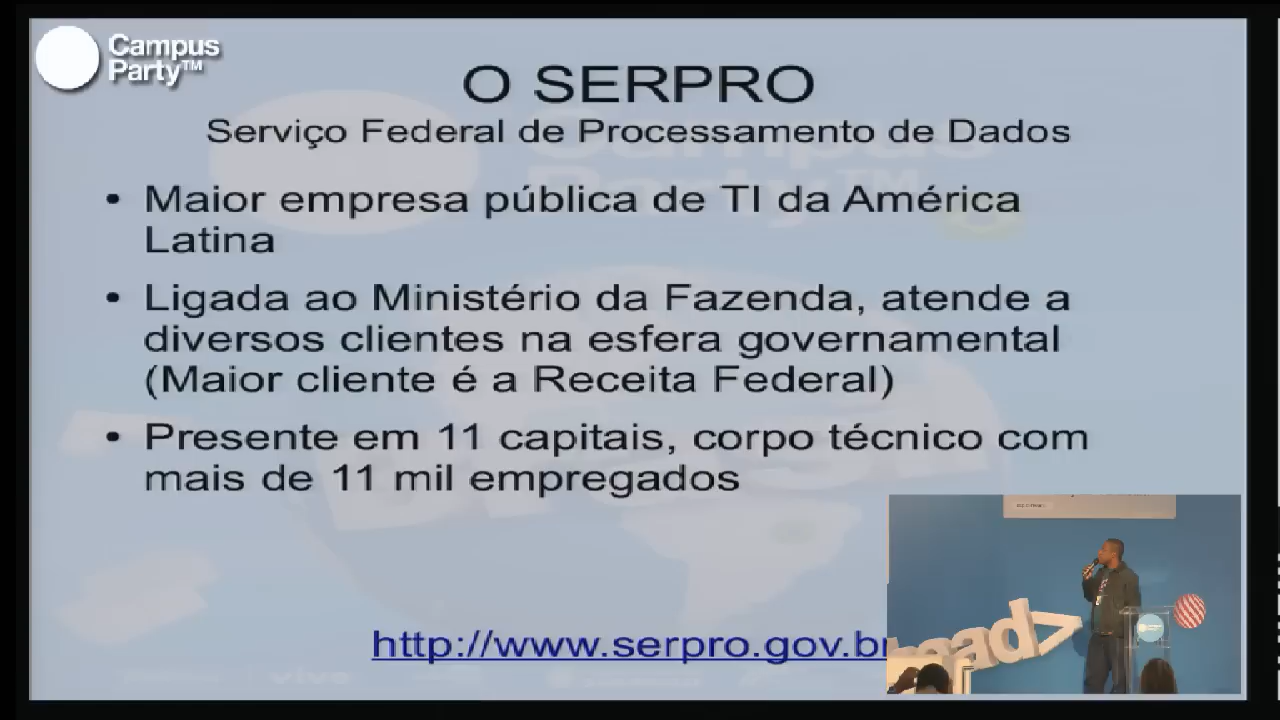 Campus
Party™
O SERPRO
Serviço Federal de Processamento de Dados
• Maior empresa pública de TI da América
Latina
• Ligada ao Ministério da Fazenda, atende a
diversos clientes na esfera governamental
(Maior cliente é a Receita Federal)
• Presente em 11 capitais, corpo técnico com
mais de 11 mil empregados
http://www.serpro.gov.br
ead>